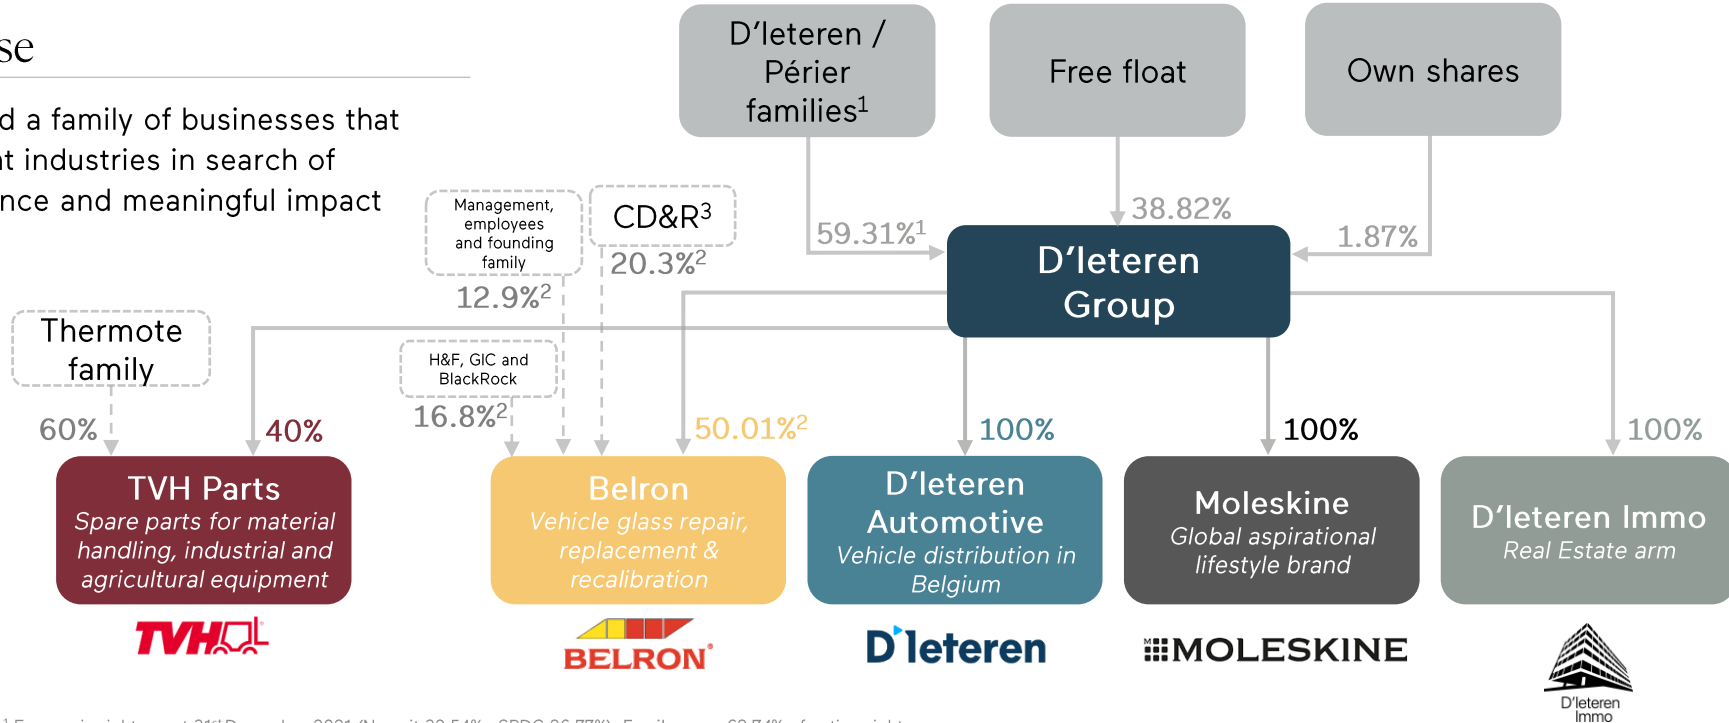 se
d a family of businesses that
t industries in search of
nce and meaningful impact
D'Ieteren /
Périer
families¹
Free float
Own shares
59.31%¹
38.82%
1.87%
D'Ieteren
Group
Management,
employees
and founding
family
12.9%²
CD&R³
20.3%²
Thermote
family
60%
40%
H&F, GIC and
BlackRock
16.8%²
50.01%²
100%
100%
100%
TVH Parts
Spare parts for material
handling, industrial and
agricultural equipment
Belron
Vehicle glass repair,
replacement &
recalibration
D'Ieteren
Automotive
Vehicle distribution in
Belgium
Moleskine
Global aspirational
lifestyle brand
D'Ieteren Immo
Real Estate arm
TVH
BELRON®
D'Ieteren
M MOLESKINE
D'Ieteren
Immo